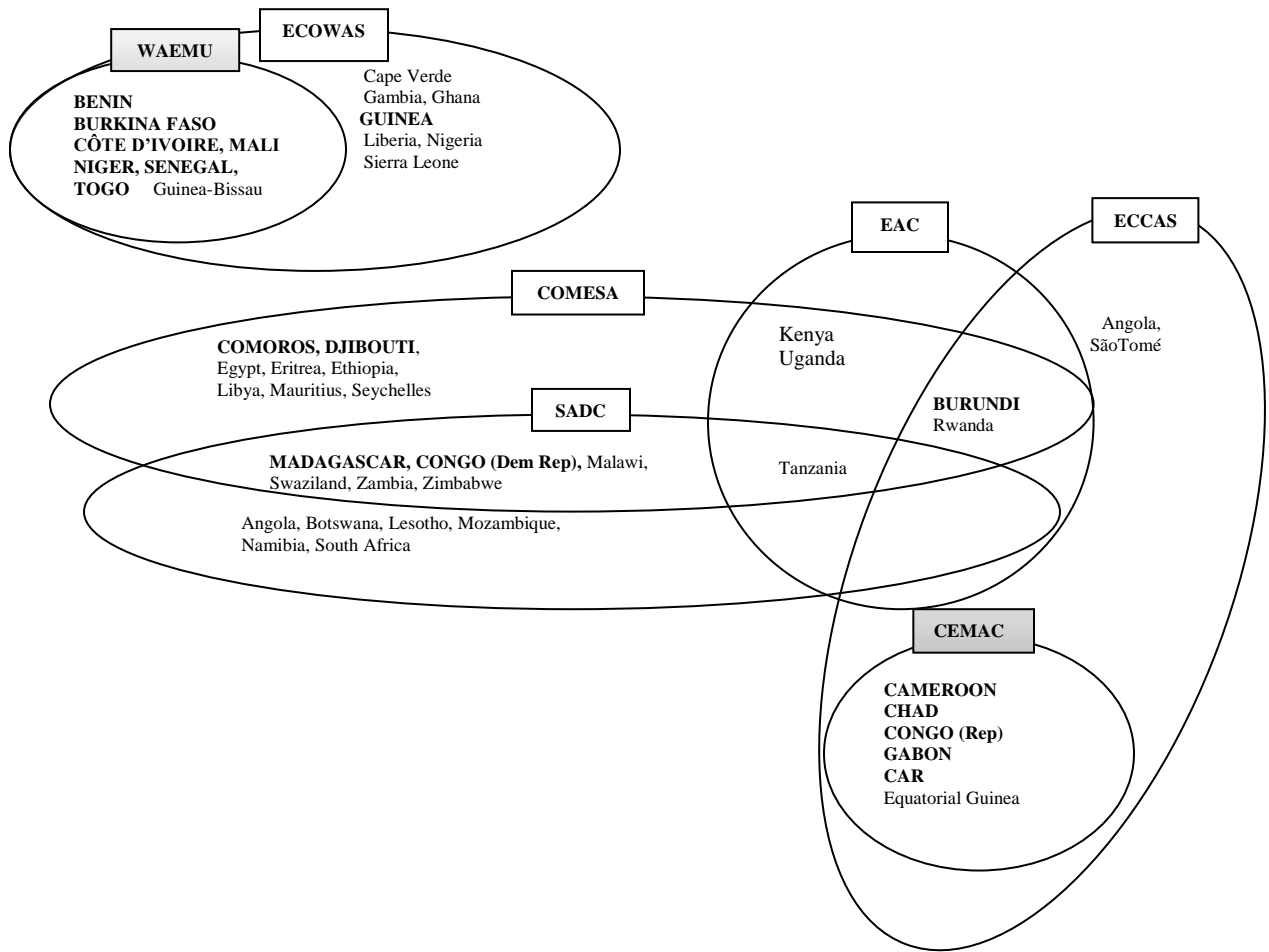 WAEMU
ECOWAS
BENIN
BURKINA FASO
CÔTE D'IVOIRE, MALI
NIGER, SENEGAL,
TOGO Guinea-Bissau
Cape Verde
Gambia, Ghana
GUINEA
Liberia, Nigeria
Sierra Leone
EAC
ECCAS
COMESA
COMOROS, DJIBOUTI,
Egypt, Eritrea, Ethiopia,
Libya, Mauritius, Seychelles
Kenya
Uganda
Angola,
SãoTomé
SADC
BURUNDI
Rwanda
MADAGASCAR, CONGO (Dem Rep), Malawi,
Swaziland, Zambia, Zimbabwe
Tanzania
Angola, Botswana, Lesotho, Mozambique,
Namibia, South Africa
CEMAC
CAMEROON
CHAD
CONGO (Rep)
GABON
CAR
Equatorial Guinea